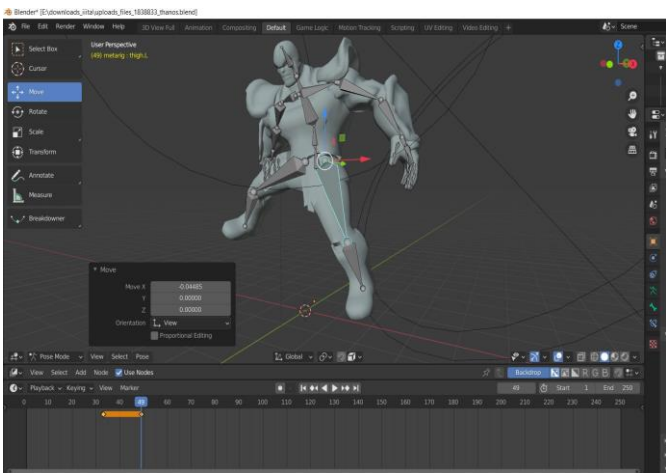 Blender* [E:\downloads_iiita\uploads_files_1838833_thanos.blend]
File Edit Render Window Help 3D View Full Animation Compositing Default Game Logic Motion Tracking Scripting UV Editing Video Editing + Scene
Select Box
Cursor
Move
Rotate
Scale
Transform
Annotate
Measure
Breakdowner
User Perspective
(49) metarig : thigh.L
Move
Move X -0.04485
Y 0.00000
Z 0.00000
Orientation View
Proportional Editing
Pose Mode View Select Pose Global
View Select Add Node Use Nodes Backdrop R G B
Playback Keying View Marker 49 Start 1 End 250
0 10 20 30 40 49 60 70 80 90 100 110 120 130 140 150 160 170 180 190 200 210 220 230 240 250